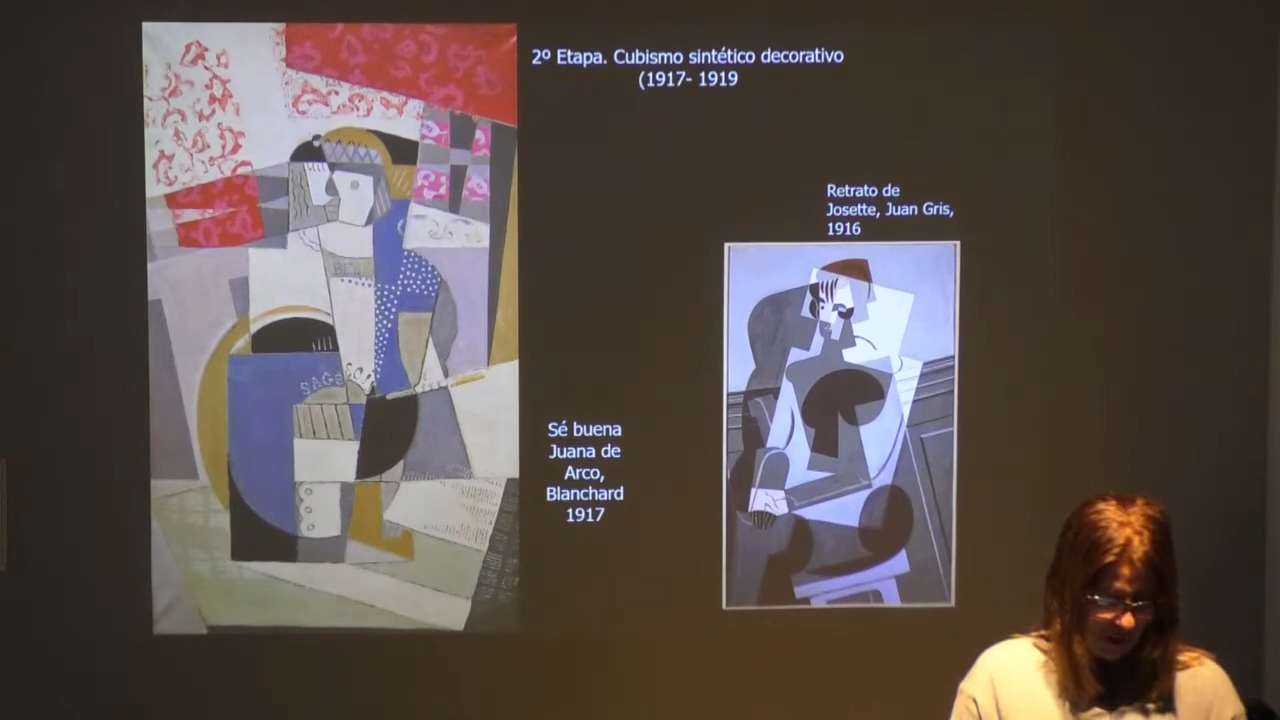 2º Etapa. Cubismo sintético decorativo
(1917- 1919
Retrato de
Josette, Juan Gris,
1916
Sé buena
Juana de
Arco,
Blanchard
1917